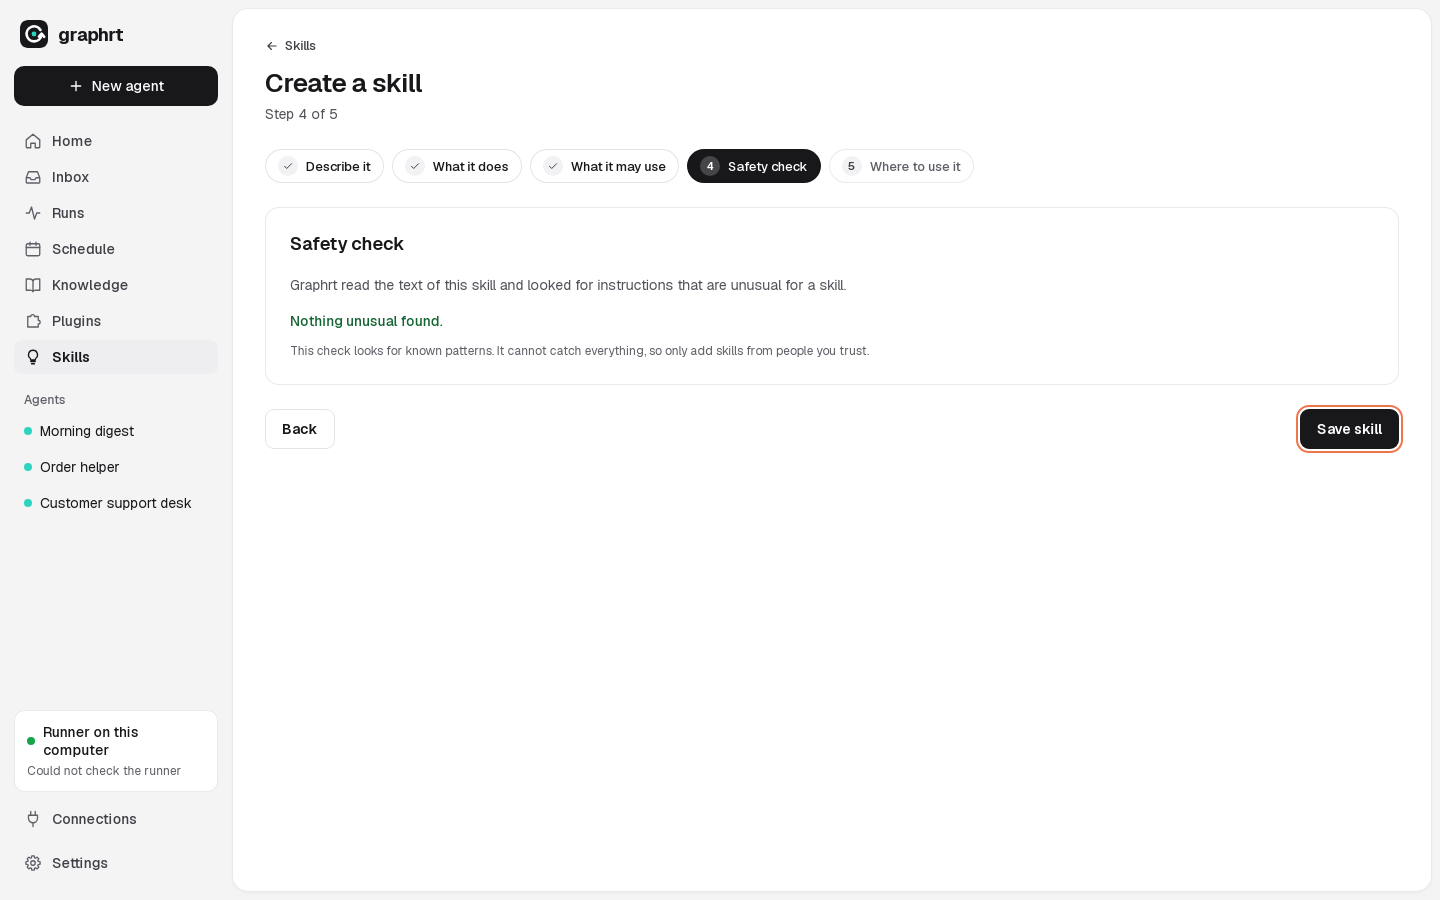 graphrt
New agent
Home
Inbox
Runs
Schedule
Knowledge
Plugins
Skills
Agents
Morning digest
Order helper
Customer support desk
Runner on this
computer
Could not check the runner
Connections
Settings
Skills
Create a skill
Step 4 of 5
Describe it
What it does
What it may use
4 Safety check
5 Where to use it
Safety check
Graphrt read the text of this skill and looked for instructions that are unusual for a skill.
Nothing unusual found.
This check looks for known patterns. It cannot catch everything, so only add skills from people you trust.
Back
Save skill